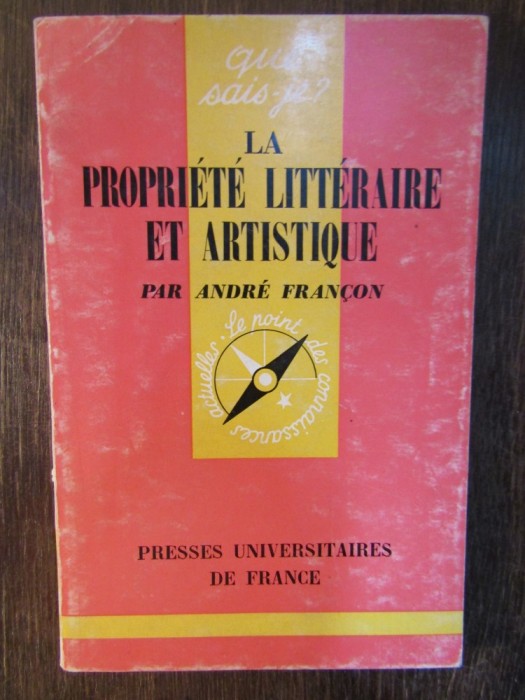 que
sais-je?
LA
PROPRIÉTÉ LITTÉRAIRE
ET ARTISTIQUE
PAR ANDRÉ FRANÇON
Le point des connaissances actuelles.
PRESSES UNIVERSITAIRES
DE FRANCE